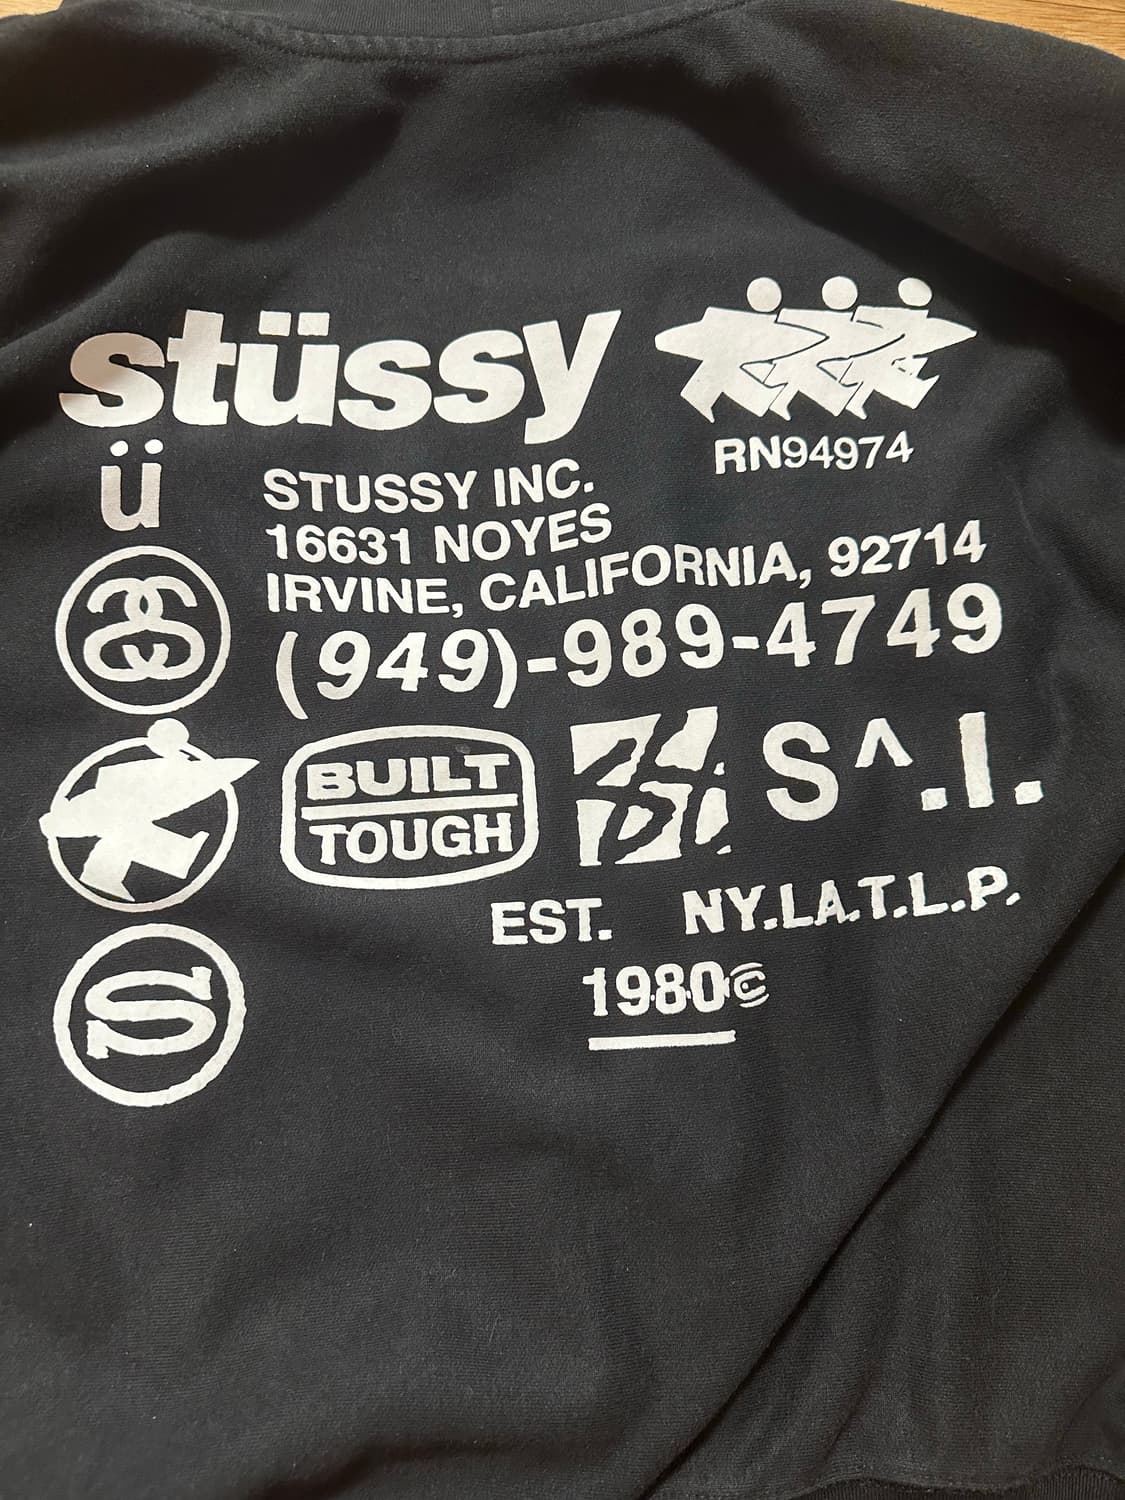 stüssy
RN94974
ü
STUSSY INC.
16631 NOYES
IRVINE, CALIFORNIA, 92714
(949)-989-4749
BUILT
TOUGH
S^.I.
EST. NY.LA.T.L.P.
1980©
S